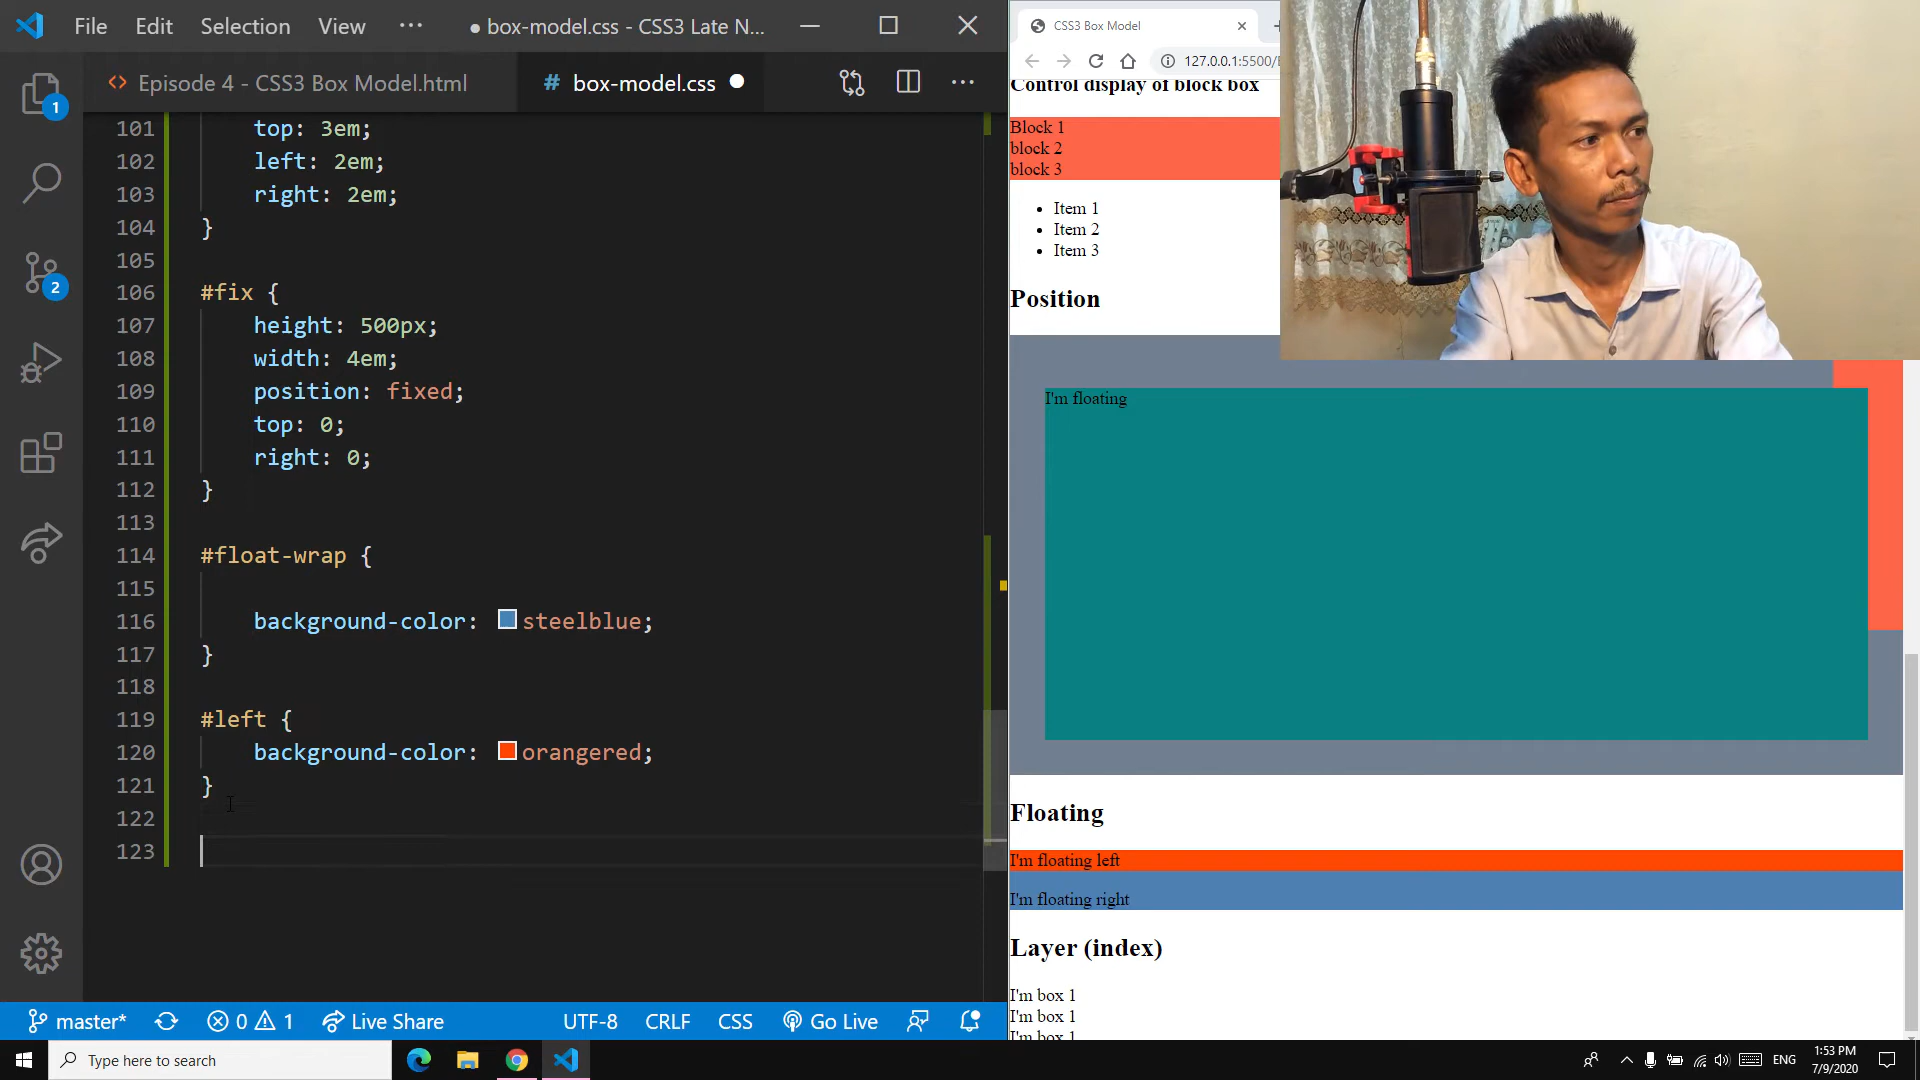 File Edit Selection View ··· ● box-model.css - CSS3 Late N...
<> Episode 4 - CSS3 Box Model.html
# box-model.css ●
1
2
101 top: 3em;
102 left: 2em;
103 right: 2em;
104 }
105
106 #fix {
107 height: 500px;
108 width: 4em;
109 position: fixed;
110 top: 0;
111 right: 0;
112 }
113
114 #float-wrap {
115
116 background-color: steelblue;
117 }
118
119 #left {
120 background-color: orangered;
121 }
122
123
master* 0 1 Live Share UTF-8 CRLF CSS Go Live
CSS3 Box Model
127.0.0.1:5500/
Control display of block box
Block 1
block 2
block 3
• Item 1
• Item 2
• Item 3
Position
I'm floating
Floating
I'm floating left
I'm floating right
Layer (index)
I'm box 1
I'm box 1
I'm box 1
Type here to search
ENG
1:53 PM
7/9/2020